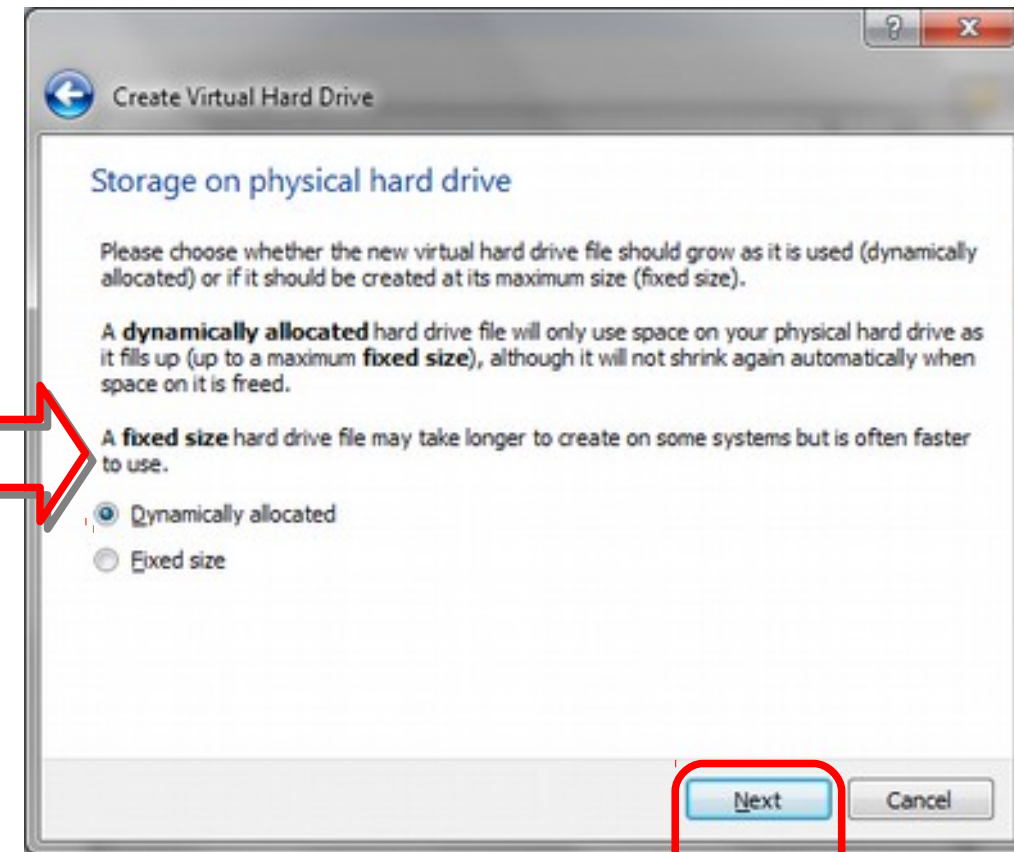 ?
x
Create Virtual Hard Drive
Storage on physical hard drive
Please choose whether the new virtual hard drive file should grow as it is used (dynamically
allocated) or if it should be created at its maximum size (fixed size).
A dynamically allocated hard drive file will only use space on your physical hard drive as
it fills up (up to a maximum fixed size), although it will not shrink again automatically when
space on it is freed.
A fixed size hard drive file may take longer to create on some systems but is often faster
to use.
Dynamically allocated
Fixed size
Next
Cancel